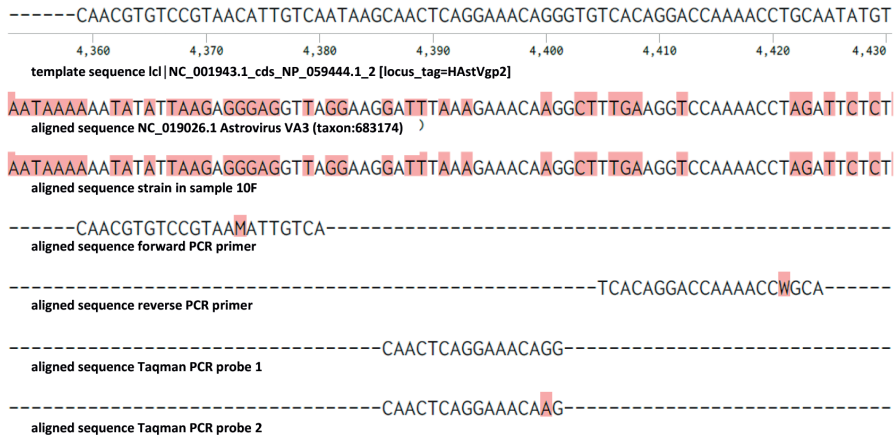 ------CAACGTGTCCGTAACATTGTCAATAAGCAACTCAGGAAACAGGGTGTCACAGGACCAAAACCTGCAATATGT
4,360 4,370 4,380 4,390 4,400 4,410 4,420 4,430
template sequence lcl|NC_001943.1_cds_NP_059444.1_2 [locus_tag=HAstVgp2]
AATAAAAAATATATTAAGAGGGAGGTTAGGAAGGATTTAAAGAAACAAGGCTTTGAAGGTCCAAAACCTAGATTCTCT
aligned sequence NC_019026.1 Astrovirus VA3 (taxon:683174)
AATAAAAAATATATTAAGAGGGAGGTTAGGAAGGATTTAAAGAAACAAGGCTTTGAAGGTCCAAAACCTAGATTCTCT
aligned sequence strain in sample 10F
------CAACGTGTCCGTAAMATTGTCA--------------------------------------------------
aligned sequence forward PCR primer
----------------------------------------------------TCACAGGACCAAAACCWGCA------
aligned sequence reverse PCR primer
---------------------------------CAACTCAGGAAACAGG-----------------------------
aligned sequence Taqman PCR probe 1
---------------------------------CAACTCAGGAAACAAG-----------------------------
aligned sequence Taqman PCR probe 2